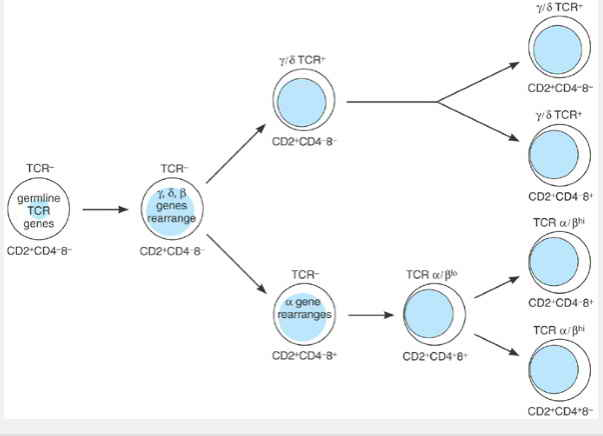 γ/δ TCR⁺
CD2⁺CD4⁻8⁻
γ/δ TCR⁺
CD2⁺CD4⁻8⁻
γ/δ TCR⁺
CD2⁺CD4⁻8⁺
TCR⁻
germline
TCR
genes
CD2⁺CD4⁻8⁻
TCR⁻
γ, δ, β
genes
rearrange
CD2⁺CD4⁻8⁻
TCR⁻
α gene
rearranges
CD2⁺CD4⁻8⁺
TCR α/βˡᵒ
CD2⁺CD4⁻8⁺
TCR α/βʰⁱ
CD2⁺CD4⁻8⁺
TCR α/βʰⁱ
CD2⁺CD4⁺8⁻